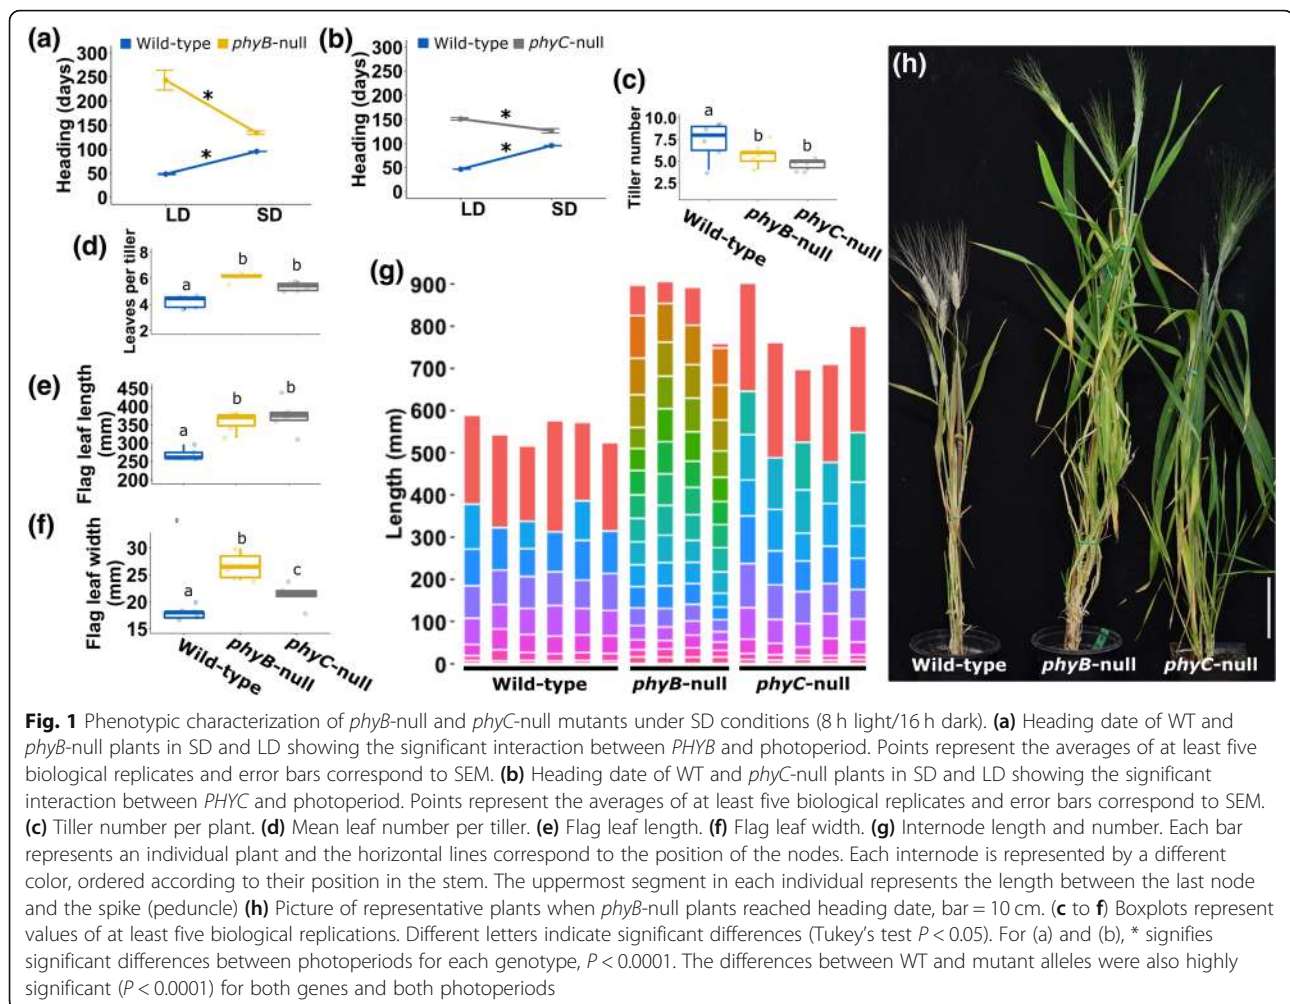 (a) Wild-type phyB-null
Heading (days)
300
250
200
150
100
50
0
LD SD
*
*
(b) Wild-type phyC-null
Heading (days)
300
250
200
150
100
50
0
LD SD
*
*
(c)
Tiller number
10.0
7.5
5.0
2.5
a
b
b
Wild-type
phyB-null
phyC-null
(d)
Leaves per tiller
8
6
4
2
a
b
b
(e)
Flag leaf length
(mm)
450
400
350
300
250
200
a
b
b
(f)
Flag leaf width
(mm)
30
25
20
15
a
b
c
Wild-type
phyB-null
phyC-null
(g)
Length (mm)
900
800
700
600
500
400
300
200
100
0
Wild-type phyB-null phyC-null
(h)
Wild-type phyB-null phyC-null
Fig. 1 Phenotypic characterization of phyB-null and phyC-null mutants under SD conditions (8 h light/16 h dark). (a) Heading date of WT and
phyB-null plants in SD and LD showing the significant interaction between PHYB and photoperiod. Points represent the averages of at least five
biological replicates and error bars correspond to SEM. (b) Heading date of WT and phyC-null plants in SD and LD showing the significant
interaction between PHYC and photoperiod. Points represent the averages of at least five biological replicates and error bars correspond to SEM.
(c) Tiller number per plant. (d) Mean leaf number per tiller. (e) Flag leaf length. (f) Flag leaf width. (g) Internode length and number. Each bar
represents an individual plant and the horizontal lines correspond to the position of the nodes. Each internode is represented by a different
color, ordered according to their position in the stem. The uppermost segment in each individual represents the length between the last node
and the spike (peduncle) (h) Picture of representative plants when phyB-null plants reached heading date, bar = 10 cm. (c to f) Boxplots represent
values of at least five biological replications. Different letters indicate significant differences (Tukey's test P < 0.05). For (a) and (b), * signifies
significant differences between photoperiods for each genotype, P < 0.0001. The differences between WT and mutant alleles were also highly
significant (P < 0.0001) for both genes and both photoperiods